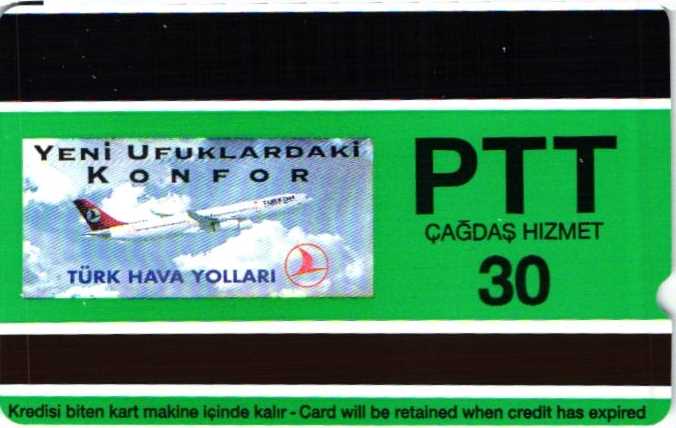 YENİ UFUKLARDAKİ
KONFOR
TÜRK HAVA YOLLARI
PTT
ÇAĞDAŞ HIZMET
30
Kredisi biten kart makine içinde kalır - Card will be retained when credit has expired